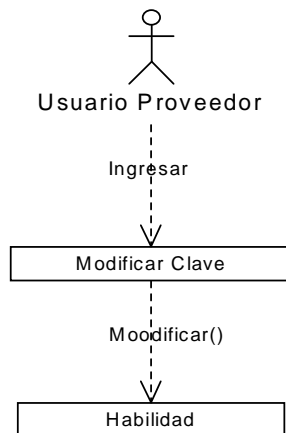 Usuario Proveedor
Ingresar
Modificar Clave
Moodificar()
Habilidad